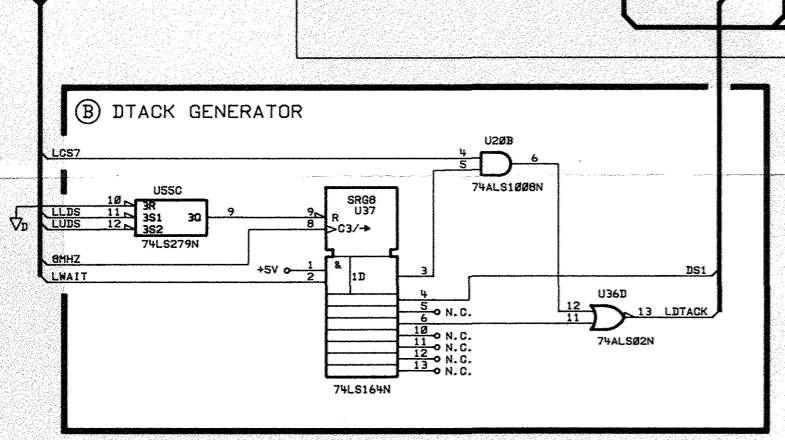 B DTACK GENERATOR
U20B
LCS7 4 6
5
74ALS1008N
U55C
SRG8
U37
10 3R
LLDS 11 3S1 3Q 9 9 R
LUDS 12 3S2 8 C3/→
D
74LS279N
8MHZ
+5V 1 & 1D 3 DS1
LWAIT 2
4 U36D
5 N.C. 12
6 11 13 LDTACK
10 N.C.
11 N.C. 74ALS02N
12 N.C.
13 N.C.
74LS164N